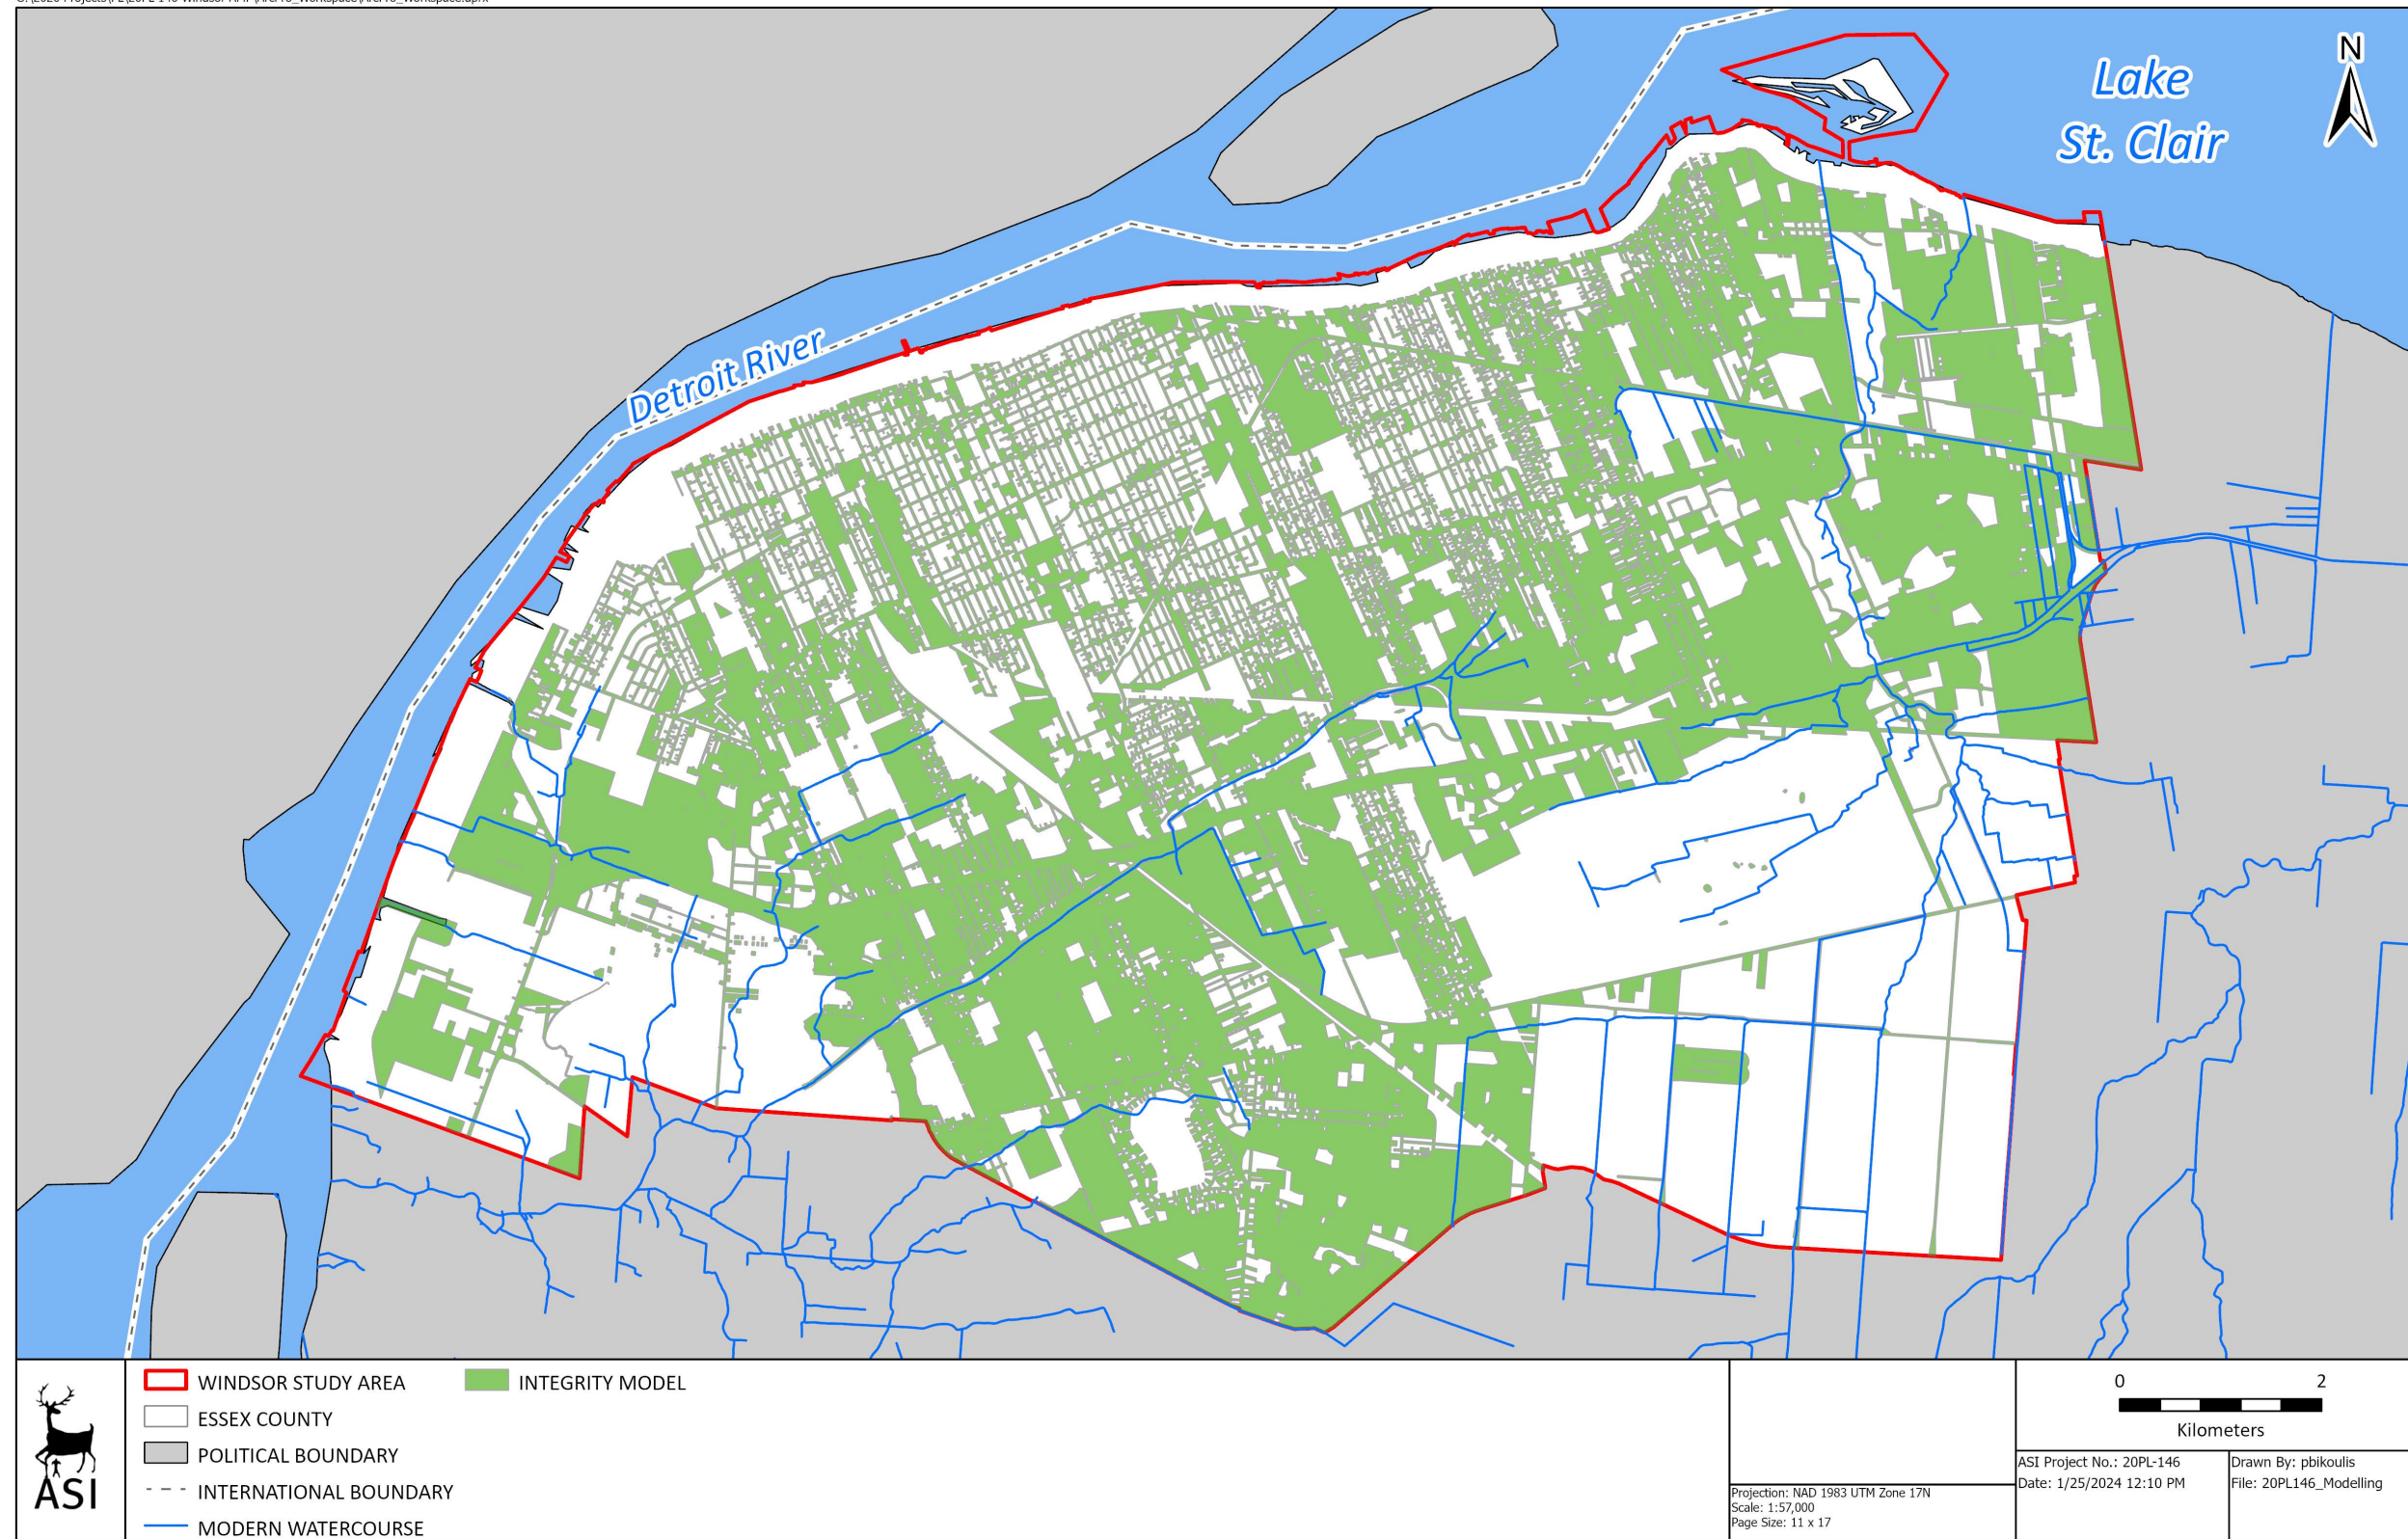 N
Lake
St. Clair
Detroit River
ASI
WINDSOR STUDY AREA
ESSEX COUNTY
POLITICAL BOUNDARY
INTERNATIONAL BOUNDARY
MODERN WATERCOURSE
INTEGRITY MODEL
Projection: NAD 1983 UTM Zone 17N
Scale: 1:57,000
Page Size: 11 x 17
0 2
Kilometers
ASI Project No.: 20PL-146
Date: 1/25/2024 12:10 PM
Drawn By: pbikoulis
File: 20PL146_Modelling